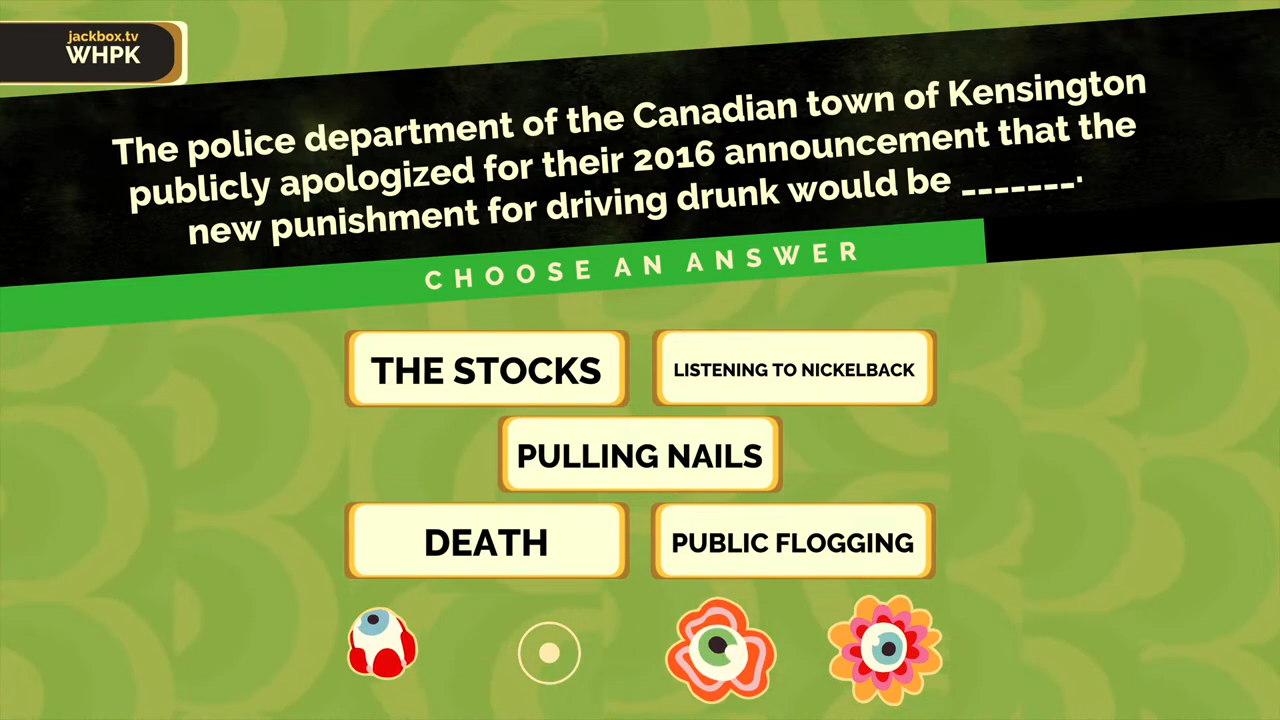 jackbox.tv
WHPK
The police department of the Canadian town of Kensington
publicly apologized for their 2016 announcement that the
new punishment for driving drunk would be _______.
CHOOSE AN ANSWER
THE STOCKS
LISTENING TO NICKELBACK
PULLING NAILS
DEATH
PUBLIC FLOGGING